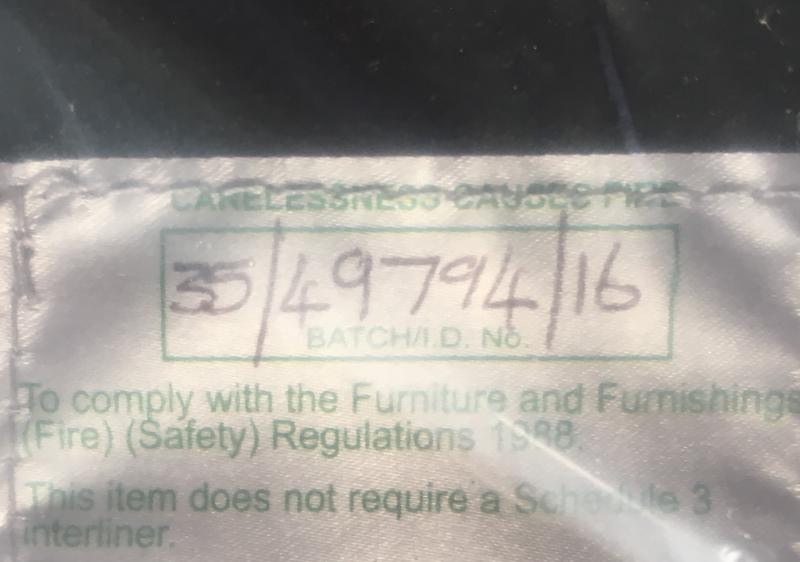 CARELESSNESS CAUSES FIRE
35/49794/16
BATCH/I.D. No.
To comply with the Furniture and Furnishings
(Fire) (Safety) Regulations 1988.
This item does not require a Schedule 3
interliner.